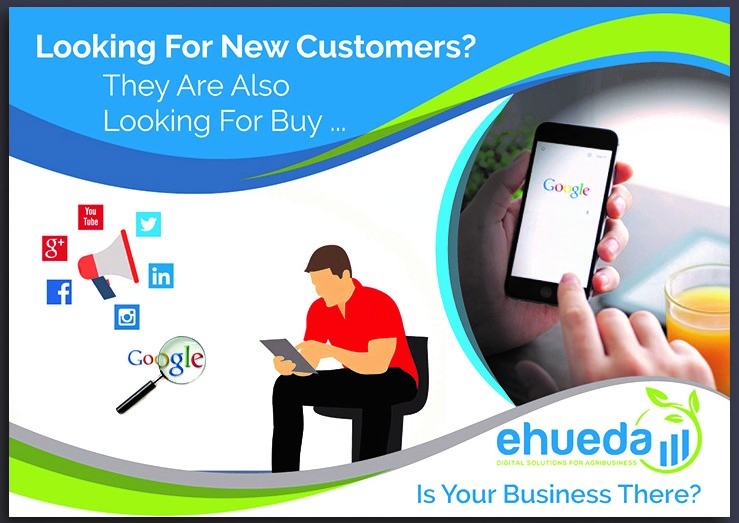 Looking For New Customers?
They Are Also
Looking For Buy ...
You
Tube
g+
in
f
Google
Google
ehueda
DIGITAL SOLUTIONS FOR AGRIBUSINESS
Is Your Business There?